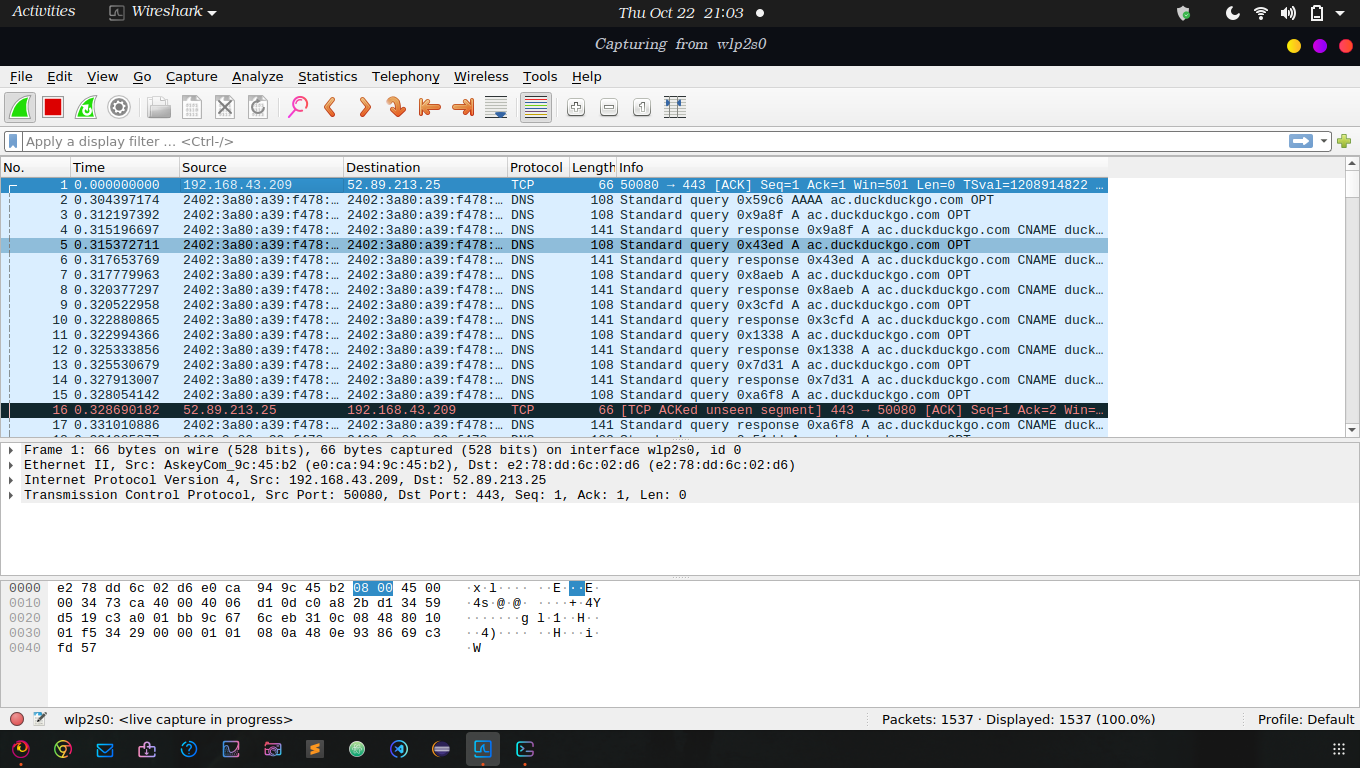 Activities Wireshark Thu Oct 22 21:03
Capturing from wlp2s0
File Edit View Go Capture Analyze Statistics Telephony Wireless Tools Help
Apply a display filter … <Ctrl-/>
No. Time Source Destination Protocol Length Info
1 0.000000000 192.168.43.209 52.89.213.25 TCP 66 50080 → 443 [ACK] Seq=1 Ack=1 Win=501 Len=0 TSval=1208914822 …
2 0.304397174 2402:3a80:a39:f478:… 2402:3a80:a39:f478:… DNS 108 Standard query 0x59c6 AAAA ac.duckduckgo.com OPT
3 0.312197392 2402:3a80:a39:f478:… 2402:3a80:a39:f478:… DNS 108 Standard query 0x9a8f A ac.duckduckgo.com OPT
4 0.315196697 2402:3a80:a39:f478:… 2402:3a80:a39:f478:… DNS 141 Standard query response 0x9a8f A ac.duckduckgo.com CNAME duck…
5 0.315372711 2402:3a80:a39:f478:… 2402:3a80:a39:f478:… DNS 108 Standard query 0x43ed A ac.duckduckgo.com OPT
6 0.317653769 2402:3a80:a39:f478:… 2402:3a80:a39:f478:… DNS 141 Standard query response 0x43ed A ac.duckduckgo.com CNAME duck…
7 0.317779963 2402:3a80:a39:f478:… 2402:3a80:a39:f478:… DNS 108 Standard query 0x8aeb A ac.duckduckgo.com OPT
8 0.320377297 2402:3a80:a39:f478:… 2402:3a80:a39:f478:… DNS 141 Standard query response 0x8aeb A ac.duckduckgo.com CNAME duck…
9 0.320522958 2402:3a80:a39:f478:… 2402:3a80:a39:f478:… DNS 108 Standard query 0x3cfd A ac.duckduckgo.com OPT
10 0.322880865 2402:3a80:a39:f478:… 2402:3a80:a39:f478:… DNS 141 Standard query response 0x3cfd A ac.duckduckgo.com CNAME duck…
11 0.322994366 2402:3a80:a39:f478:… 2402:3a80:a39:f478:… DNS 108 Standard query 0x1338 A ac.duckduckgo.com OPT
12 0.325333856 2402:3a80:a39:f478:… 2402:3a80:a39:f478:… DNS 141 Standard query response 0x1338 A ac.duckduckgo.com CNAME duck…
13 0.325530679 2402:3a80:a39:f478:… 2402:3a80:a39:f478:… DNS 108 Standard query 0x7d31 A ac.duckduckgo.com OPT
14 0.327913007 2402:3a80:a39:f478:… 2402:3a80:a39:f478:… DNS 141 Standard query response 0x7d31 A ac.duckduckgo.com CNAME duck…
15 0.328054142 2402:3a80:a39:f478:… 2402:3a80:a39:f478:… DNS 108 Standard query 0xa6f8 A ac.duckduckgo.com OPT
16 0.328690182 52.89.213.25 192.168.43.209 TCP 66 [TCP ACKed unseen segment] 443 → 50080 [ACK] Seq=1 Ack=2 Win=…
17 0.331010886 2402:3a80:a39:f478:… 2402:3a80:a39:f478:… DNS 141 Standard query response 0xa6f8 A ac.duckduckgo.com CNAME duck…
Frame 1: 66 bytes on wire (528 bits), 66 bytes captured (528 bits) on interface wlp2s0, id 0
Ethernet II, Src: AskeyCom_9c:45:b2 (e0:ca:94:9c:45:b2), Dst: e2:78:dd:6c:02:d6 (e2:78:dd:6c:02:d6)
Internet Protocol Version 4, Src: 192.168.43.209, Dst: 52.89.213.25
Transmission Control Protocol, Src Port: 50080, Dst Port: 443, Seq: 1, Ack: 1, Len: 0
0000 e2 78 dd 6c 02 d6 e0 ca 94 9c 45 b2 08 00 45 00 ·x·l···· ··E···E·
0010 00 34 73 ca 40 00 40 06 d1 0d c0 a8 2b d1 34 59 ·4s·@·@· ····+·4Y
0020 d5 19 c3 a0 01 bb 9c 67 6c eb 31 0c 08 48 80 10 ·······g l·1··H··
0030 01 f5 34 29 00 00 01 01 08 0a 48 0e 93 86 69 c3 ··4)···· ··H···i·
0040 fd 57 ·W
wlp2s0: <live capture in progress> Packets: 1537 · Displayed: 1537 (100.0%) Profile: Default